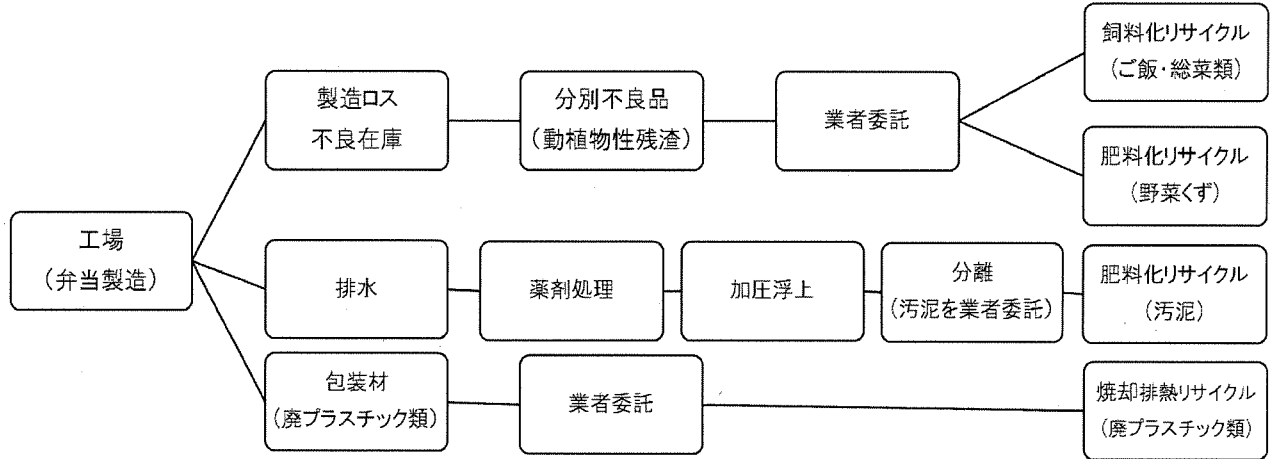 工場
(弁当製造)
製造ロス
不良在庫
分別不良品
(動植物性残渣)
業者委託
飼料化リサイクル
(ご飯・総菜類)
肥料化リサイクル
(野菜くず)
排水
薬剤処理
加圧浮上
分離
(汚泥を業者委託)
肥料化リサイクル
(汚泥)
包装材
(廃プラスチック類)
業者委託
焼却排熱リサイクル
(廃プラスチック類)